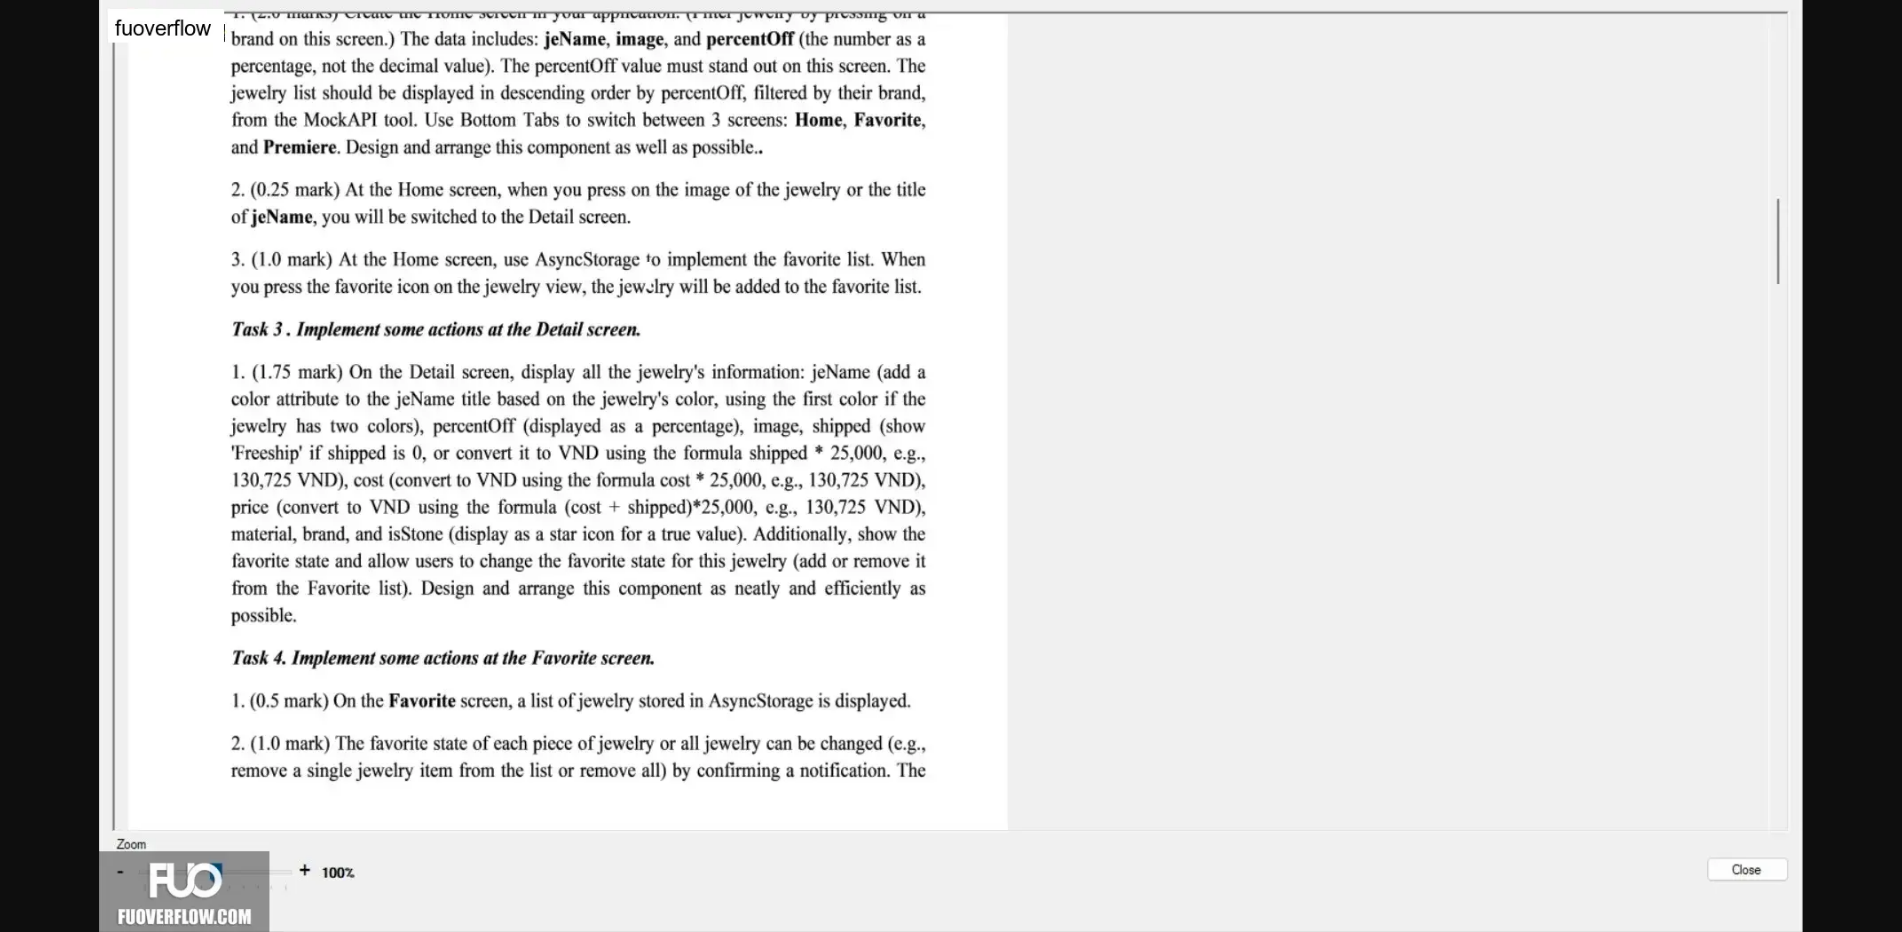 fuoverflow
1. (2.0 marks) Create the Home screen in your application. (Filter jewelry by pressing on a
brand on this screen.) The data includes: jeName, image, and percentOff (the number as a
percentage, not the decimal value). The percentOff value must stand out on this screen. The
jewelry list should be displayed in descending order by percentOff, filtered by their brand,
from the MockAPI tool. Use Bottom Tabs to switch between 3 screens: Home, Favorite,
and Premiere. Design and arrange this component as well as possible..
2. (0.25 mark) At the Home screen, when you press on the image of the jewelry or the title
of jeName, you will be switched to the Detail screen.
3. (1.0 mark) At the Home screen, use AsyncStorage to implement the favorite list. When
you press the favorite icon on the jewelry view, the jewelry will be added to the favorite list.
Task 3 . Implement some actions at the Detail screen.
1. (1.75 mark) On the Detail screen, display all the jewelry's information: jeName (add a
color attribute to the jeName title based on the jewelry's color, using the first color if the
jewelry has two colors), percentOff (displayed as a percentage), image, shipped (show
'Freeship' if shipped is 0, or convert it to VND using the formula shipped * 25,000, e.g.,
130,725 VND), cost (convert to VND using the formula cost * 25,000, e.g., 130,725 VND),
price (convert to VND using the formula (cost + shipped)*25,000, e.g., 130,725 VND),
material, brand, and isStone (display as a star icon for a true value). Additionally, show the
favorite state and allow users to change the favorite state for this jewelry (add or remove it
from the Favorite list). Design and arrange this component as neatly and efficiently as
possible.
Task 4. Implement some actions at the Favorite screen.
1. (0.5 mark) On the Favorite screen, a list of jewelry stored in AsyncStorage is displayed.
2. (1.0 mark) The favorite state of each piece of jewelry or all jewelry can be changed (e.g.,
remove a single jewelry item from the list or remove all) by confirming a notification. The
Zoom
- + 100%
Close
FUO
FUOVERFLOW.COM